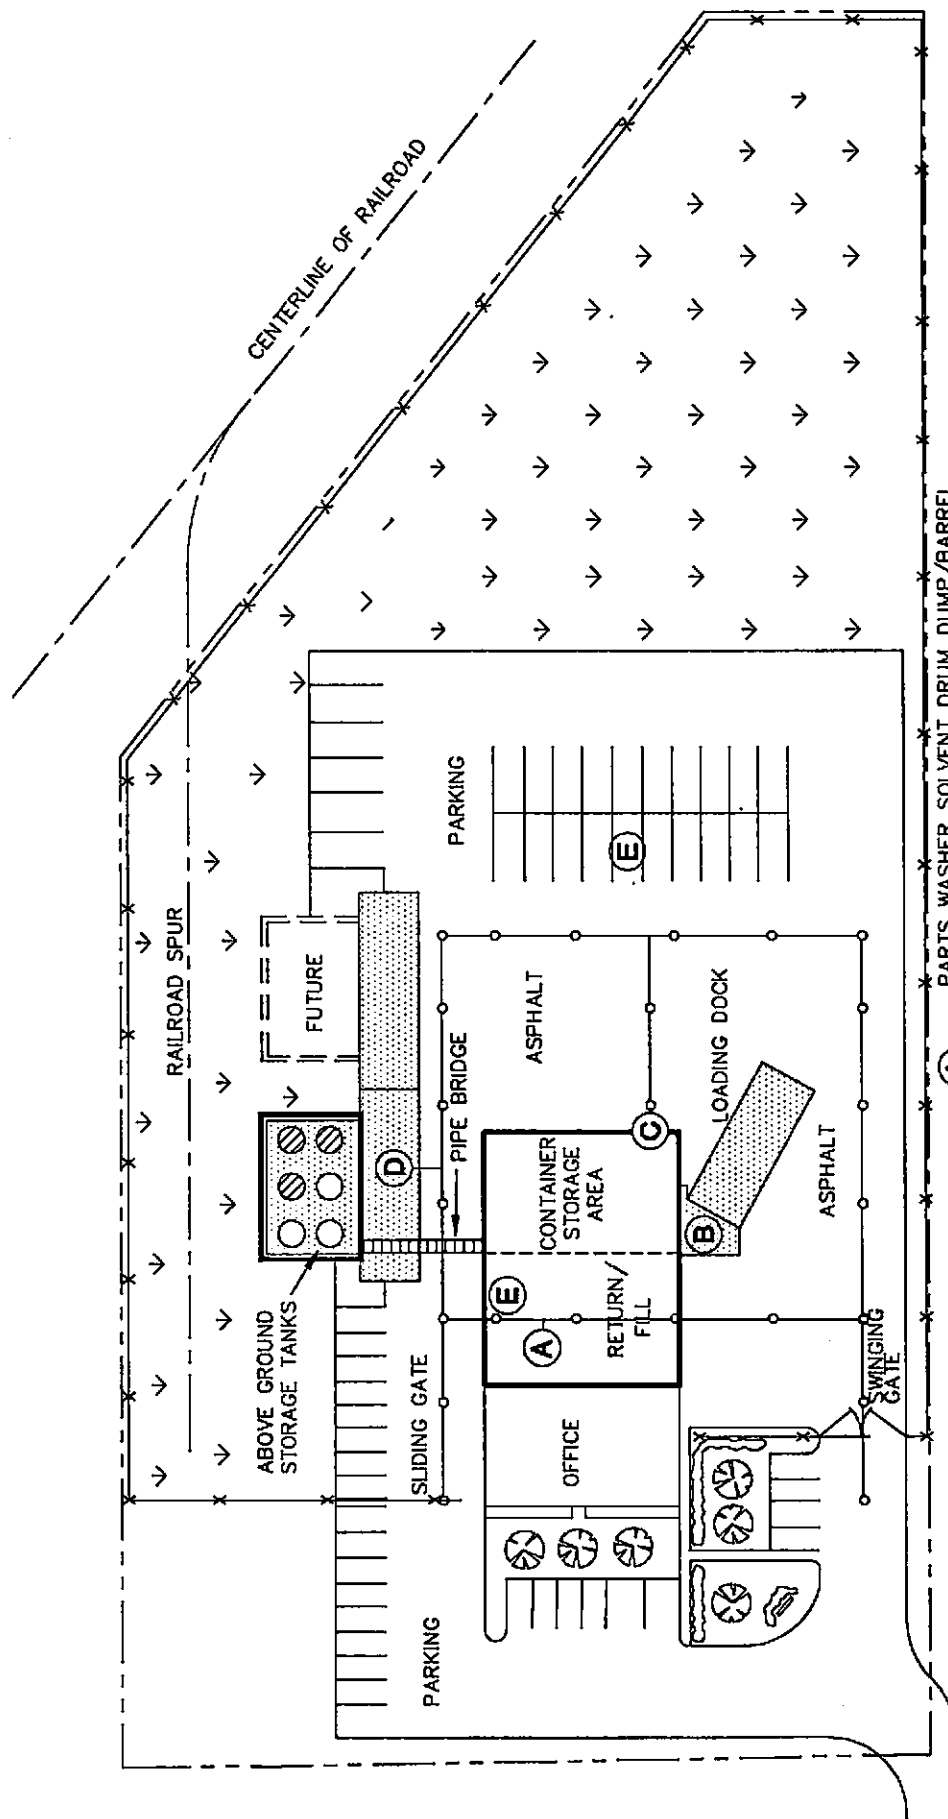 CENTERLINE OF RAILROAD
RAILROAD SPUR
ABOVE GROUND
STORAGE TANKS
FUTURE
PARKING
SLIDING GATE
D
PIPE BRIDGE
PARKING
OFFICE
E
A
RETURN/
FILL
CONTAINER
STORAGE
AREA
C
B
ASPHALT
LOADING DOCK
ASPHALT
E
SWINGING
GATE
PARTS WASHER SOLVENT DRUM DUMP/BARREL